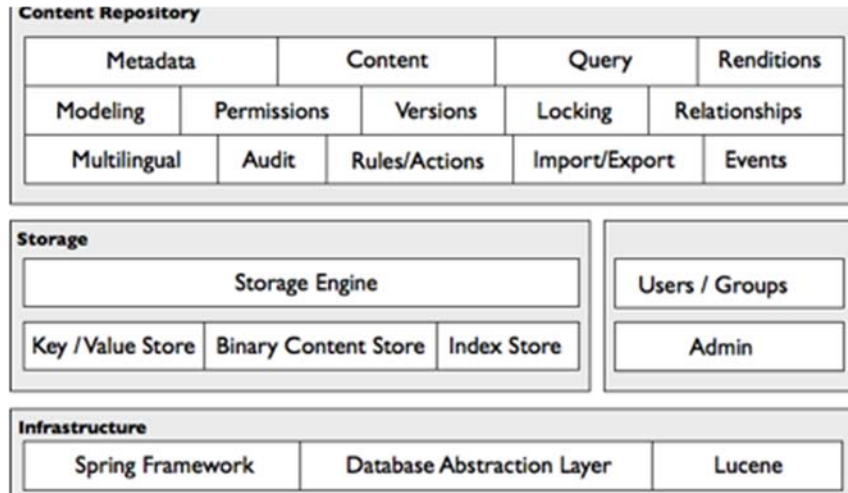 Content Repository
Metadata Content Query Renditions
Modeling Permissions Versions Locking Relationships
Multilingual Audit Rules/Actions Import/Export Events
Storage
Storage Engine
Key / Value Store Binary Content Store Index Store
Users / Groups
Admin
Infrastructure
Spring Framework Database Abstraction Layer Lucene